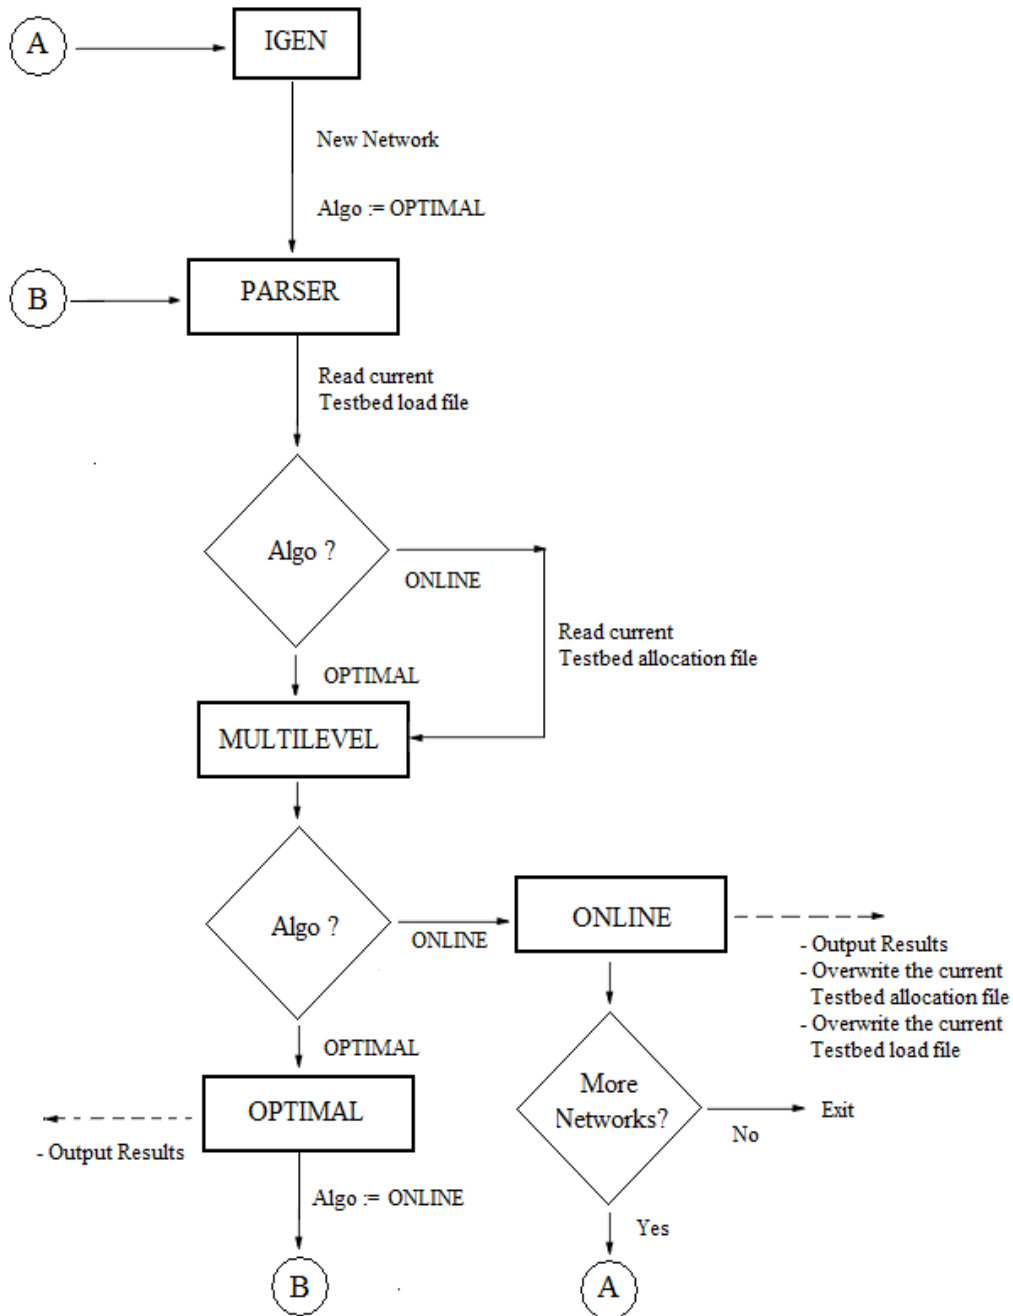 A
IGEN
New Network
Algo := OPTIMAL
B
PARSER
Read current
Testbed load file
Algo ?
ONLINE
Read current
Testbed allocation file
OPTIMAL
MULTILEVEL
Algo ?
ONLINE
ONLINE
- Output Results
- Overwrite the current
Testbed allocation file
- Overwrite the current
Testbed load file
OPTIMAL
OPTIMAL
- Output Results
More
Networks?
No
Exit
Algo := ONLINE
Yes
B
A